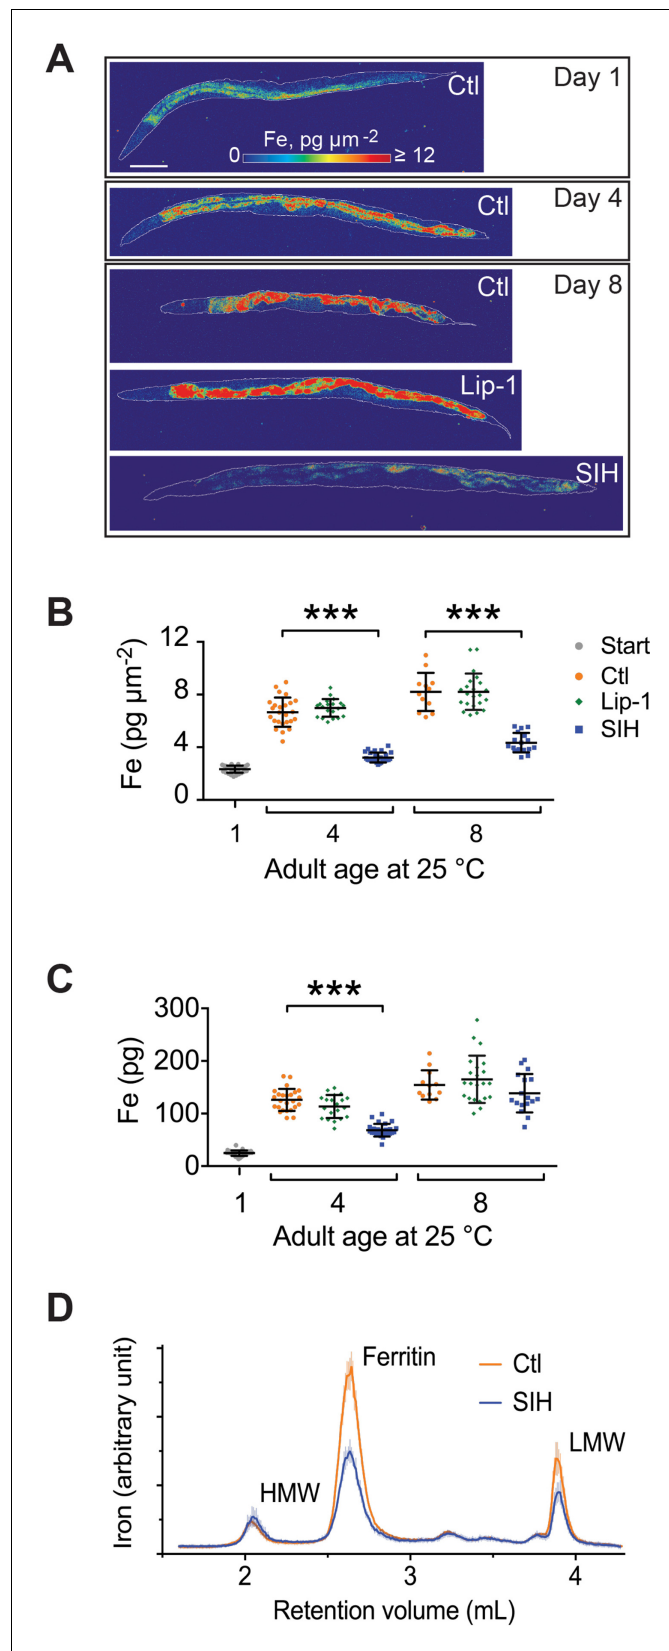 A
Ctl
Day 1
Fe, pg µm-2
0
≥ 12
Ctl
Day 4
Ctl
Day 8
Lip-1
SIH
B
***
***
12
8
4
0
Fe (pg µm-2)
Start
Ctl
Lip-1
SIH
1
4
8
Adult age at 25 °C
C
***
300
200
100
0
Fe (pg)
1
4
8
Adult age at 25 °C
D
Iron (arbitrary unit)
Ferritin
Ctl
SIH
LMW
HMW
2
3
4
Retention volume (mL)